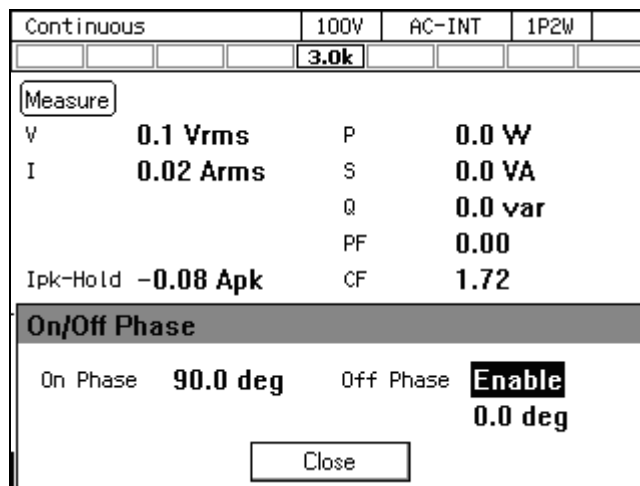 Continuous 100V AC-INT 1P2W
3.0k
Measure
V 0.1 Vrms P 0.0 W
I 0.02 Arms S 0.0 VA
Q 0.0 var
PF 0.00
Ipk-Hold -0.08 Apk CF 1.72
On/Off Phase
On Phase 90.0 deg Off Phase Enable
0.0 deg
Close